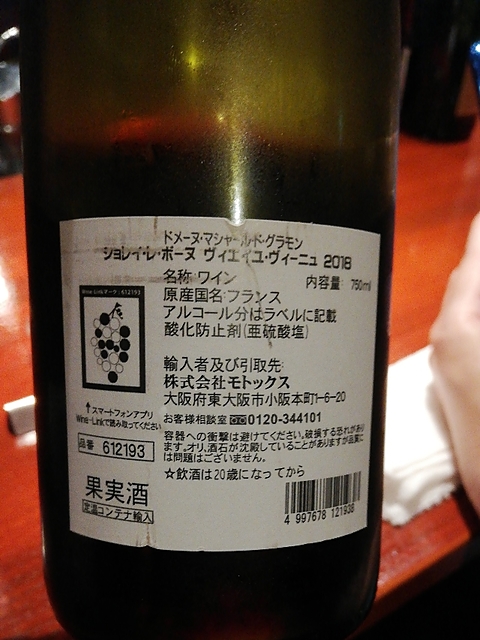 ドメーヌ・マシャール・ド・グラモン
ショレイ・レ・ボーヌ ヴィエイユ・ヴィーニュ 2018
名称:ワイン
内容量: 750ml
原産国名:フランス
アルコール分はラベルに記載
酸化防止剤(亜硫酸塩)
Wine-Linkマーク:612193
輸入者及び引取先:
株式会社モトックス
大阪府東大阪市小阪本町1-6-20
↑スマートフォンアプリ
Wine-Linkで読み取ってください
お客様相談室 0120-344101
容器への衝撃は避けてください。破損する恐れがあり
ます。オリ、酒石が沈殿していることがありますが品質に
は問題はございません。
品番 612193
☆飲酒は20歳になってから
果実酒
定温コンテナ輸入
4 997678 121938